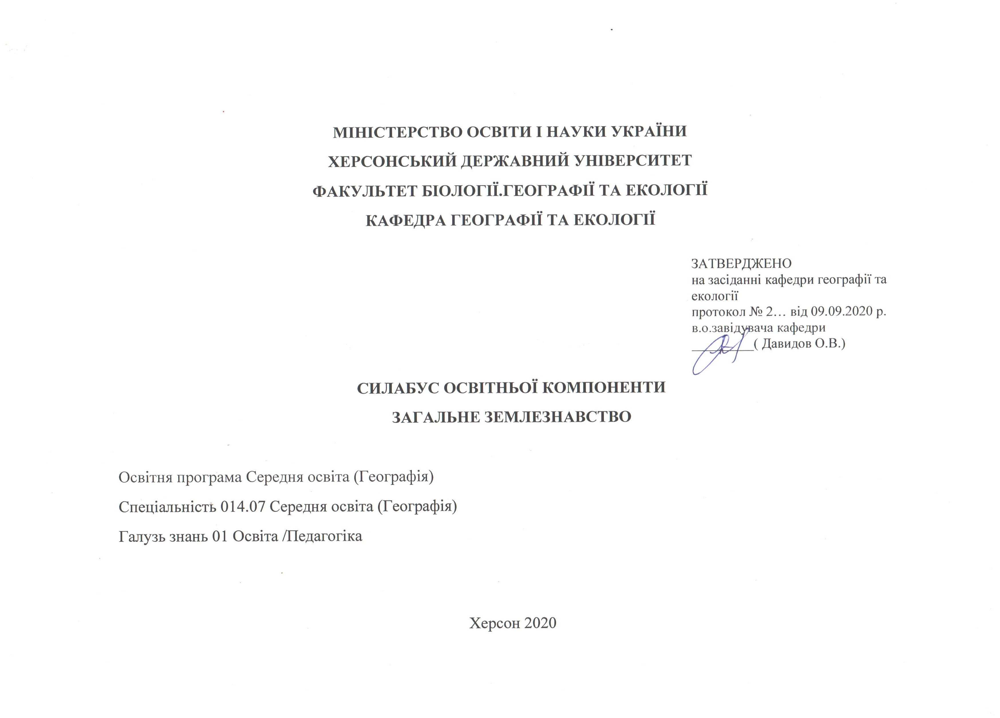 МІНІСТЕРСТВО ОСВІТИ І НАУКИ УКРАЇНИ
ХЕРСОНСЬКИЙ ДЕРЖАВНИЙ УНІВЕРСИТЕТ
ФАКУЛЬТЕТ БІОЛОГІЇ.ГЕОГРАФІЇ ТА ЕКОЛОГІЇ
КАФЕДРА ГЕОГРАФІЇ ТА ЕКОЛОГІЇ
ЗАТВЕРДЖЕНО
на засіданні кафедри географії та
екології
протокол № 2… від 09.09.2020 р.
в.о.завідувача кафедри
_________( Давидов О.В.)
СИЛАБУС ОСВІТНЬОЇ КОМПОНЕНТИ
ЗАГАЛЬНЕ ЗЕМЛЕЗНАВСТВО
Освітня програма Середня освіта (Географія)
Спеціальність 014.07 Середня освіта (Географія)
Галузь знань 01 Освіта /Педагогіка
Херсон 2020